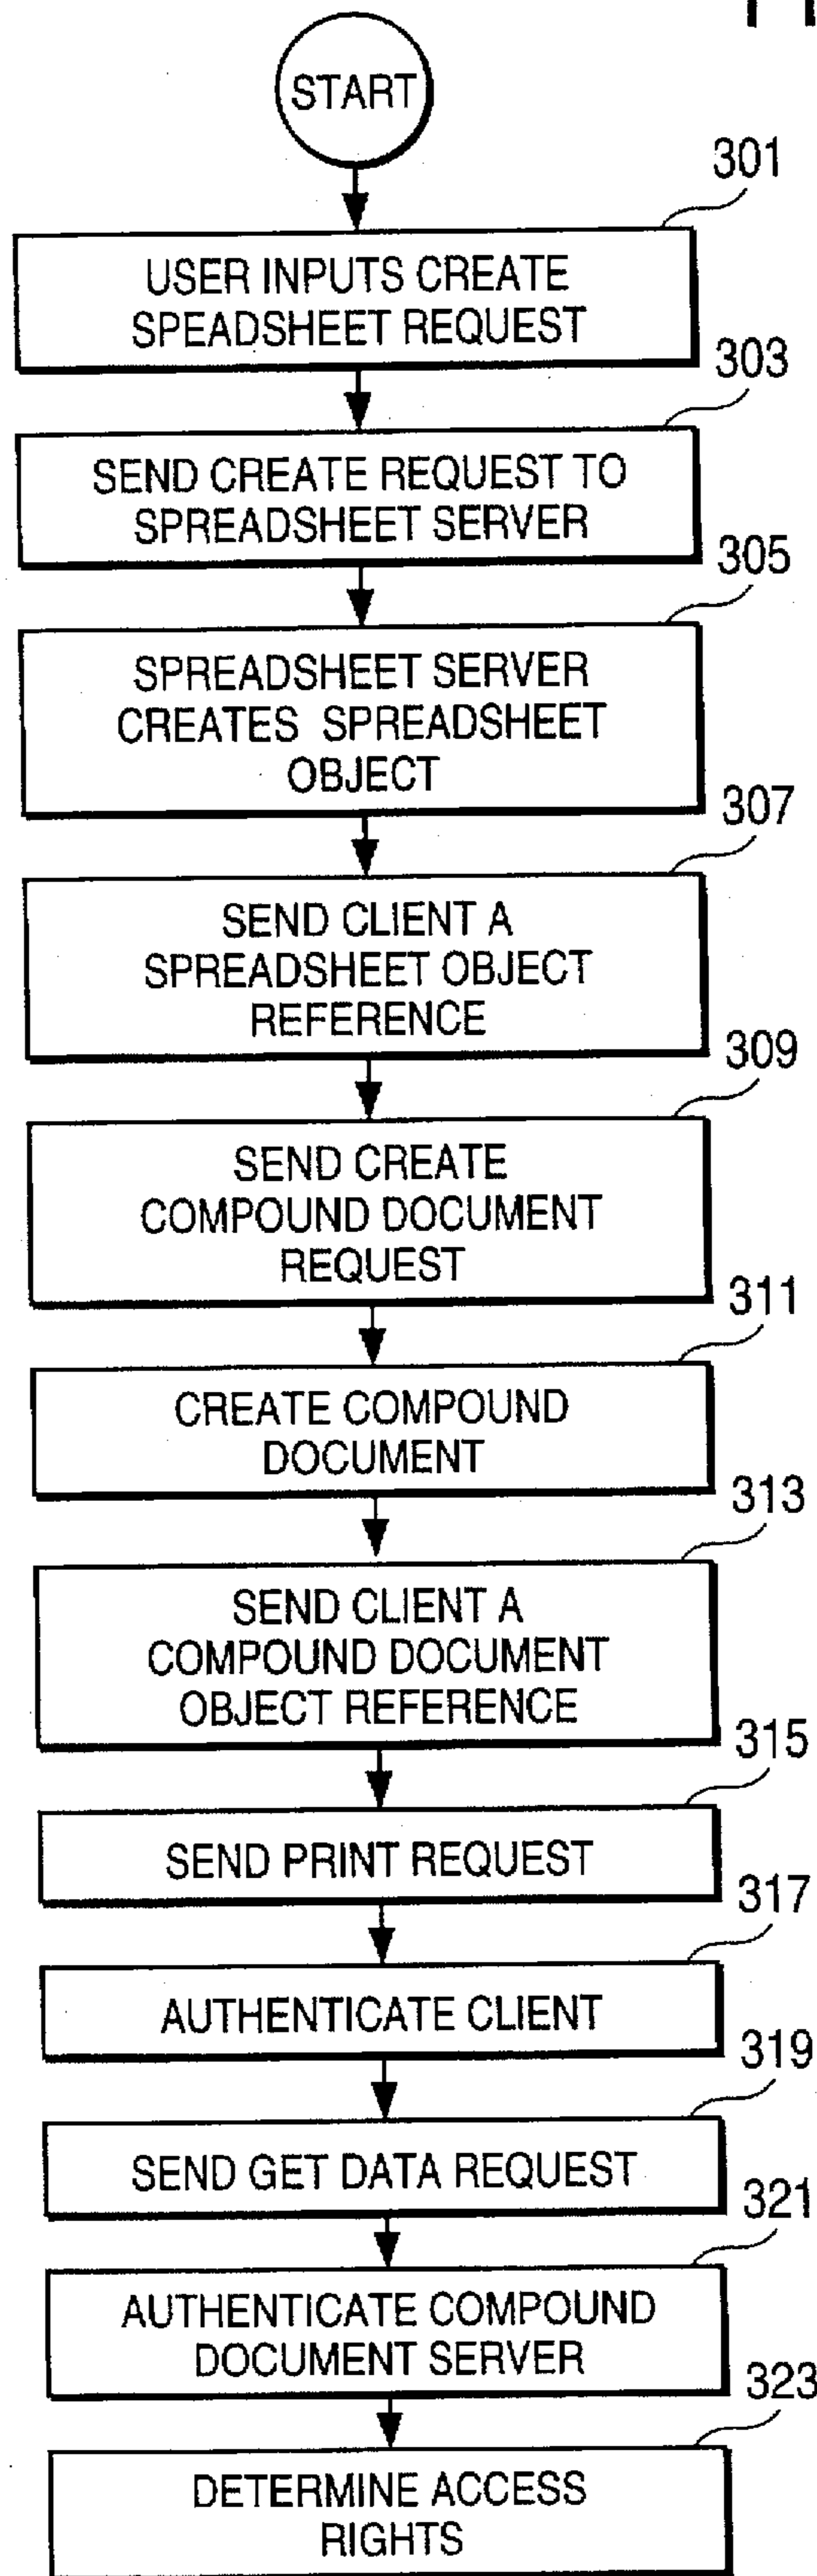 START
301
USER INPUTS CREATE
SPEADSHEET REQUEST
303
SEND CREATE REQUEST TO
SPREADSHEET SERVER
305
SPREADSHEET SERVER
CREATES SPREADSHEET
OBJECT
307
SEND CLIENT A
SPREADSHEET OBJECT
REFERENCE
309
SEND CREATE
COMPOUND DOCUMENT
REQUEST
311
CREATE COMPOUND
DOCUMENT
313
SEND CLIENT A
COMPOUND DOCUMENT
OBJECT REFERENCE
315
SEND PRINT REQUEST
317
AUTHENTICATE CLIENT
319
SEND GET DATA REQUEST
321
AUTHENTICATE COMPOUND
DOCUMENT SERVER
323
DETERMINE ACCESS
RIGHTS